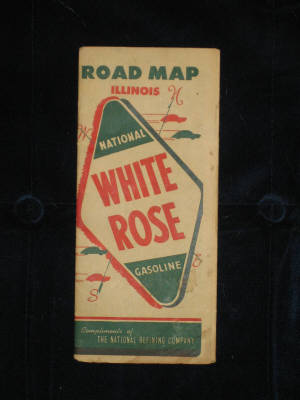 ROAD MAP
ILLINOIS
N
W
NATIONAL
WHITE
ROSE
GASOLINE
E
S
Compliments of
THE NATIONAL REFINING COMPANY